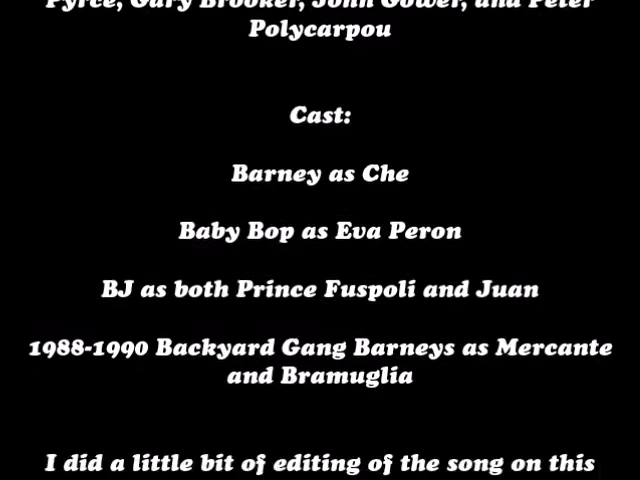 Pyrce, Gary Brooker, John Gower, and Peter
Polycarpou
Cast:
Barney as Che
Baby Bop as Eva Peron
BJ as both Prince Fuspoli and Juan
1988-1990 Backyard Gang Barneys as Mercante
and Bramuglia
I did a little bit of editing of the song on this